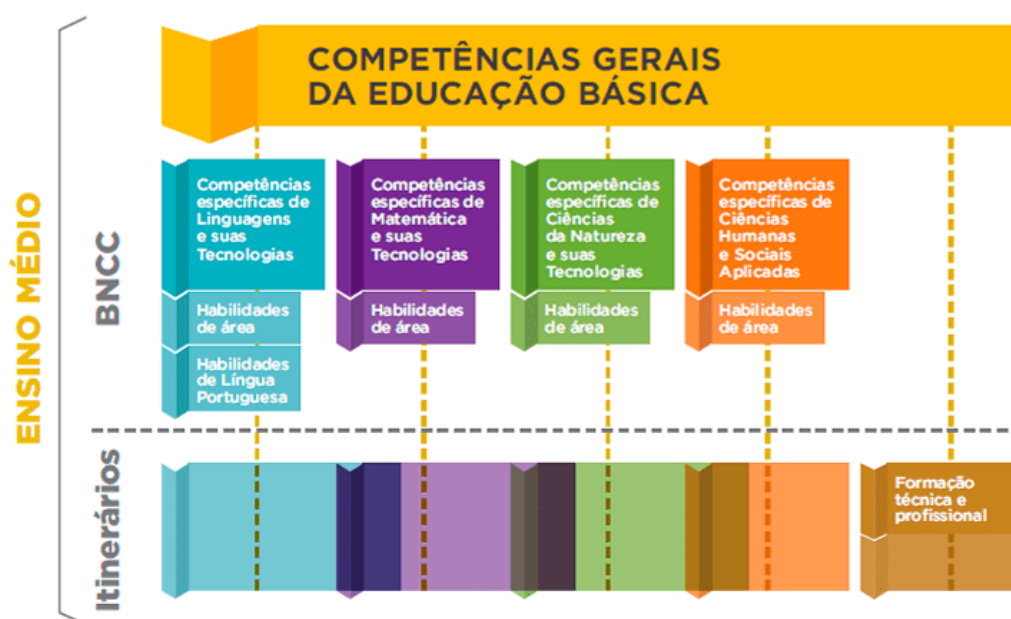 ENSINO MÉDIO
BNCC
COMPETÊNCIAS GERAIS
DA EDUCAÇÃO BÁSICA
Competências
específicas de
Linguagens
e suas
Tecnologias
Habilidades
de área
Habilidades
de Língua
Portuguesa
Competências
específicas de
Matemática
e suas
Tecnologias
Habilidades
de área
Competências
específicas de
Ciências
da Natureza
e suas
Tecnologias
Habilidades
de área
Competências
específicas de
Ciências
Humanas
e Sociais
Aplicadas
Habilidades
de área
Itinerários
Formação
técnica e
profissional